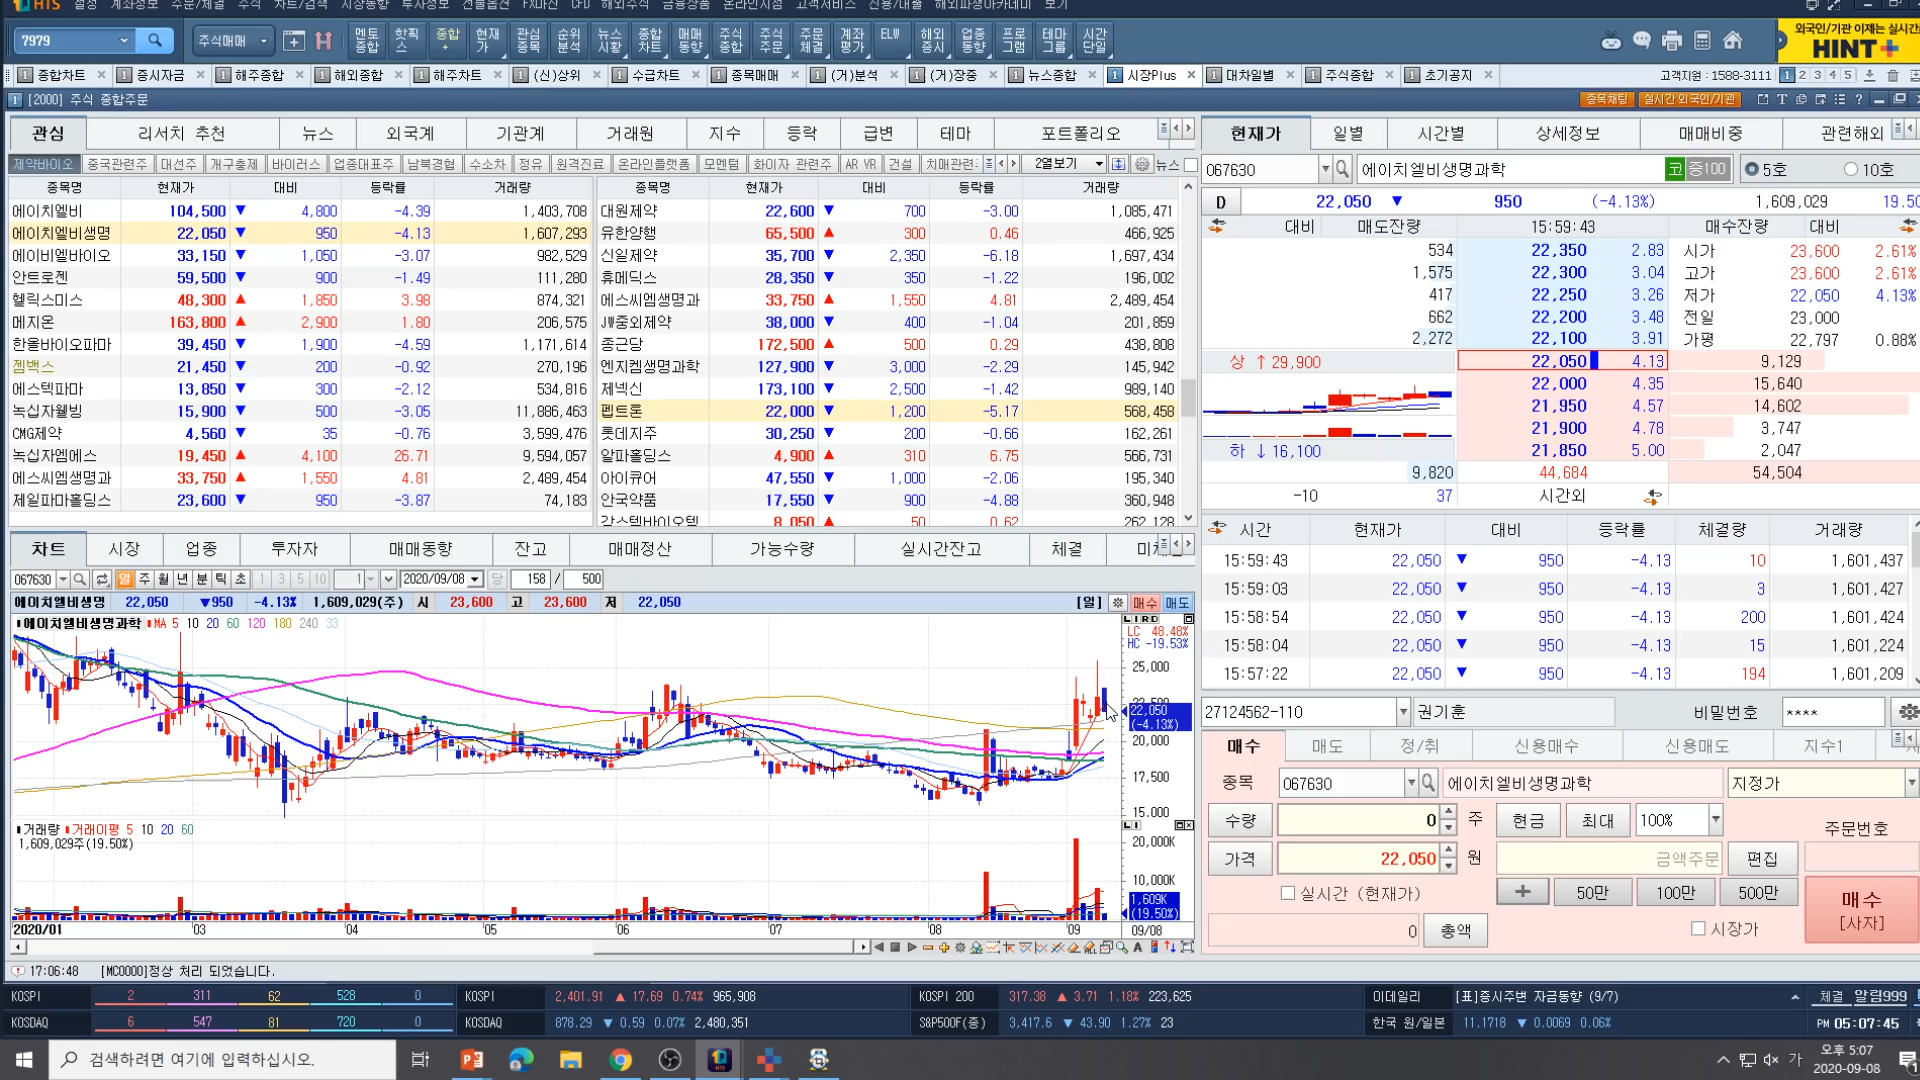 HTS 설정 계좌정보 주문/체결 주식 차트/검색 시장동향 투자정보 선물옵션 FX마진 CFD 해외주식 금융상품 온라인지점 고객서비스 신용/대출 해외파생아카데미 보기
7979 주식매매 멘토종합 핫픽스 종합+ 현재가 관심종목 순위분석 뉴스시황 종합차트 매매동향 주식종합 주식주문 주문체결 계좌평가 ELW 해외증시 업종동향 프로그램 테마그룹 시간단일
외국인/기관 이제는 실시간
HINT+
1 종합차트 1 증시자금 1 해주종합 1 해외종합 1 해주차트 1 (신)상위 1 수급차트 1 종목매매 1 (거)분석 1 (거)장중 1 뉴스종합 1 시장Plus 1 대차일별 1 주식종합 1 초기공지 고객지원 : 1588-3111 1 2 3 4 5
1 [2000] 주식 종합주문 종목채팅 실시간 외국인/기관
관심 리서치 추천 뉴스 외국계 기관계 거래원 지수 등락 급변 테마 포트폴리오
제약바이오 중국관련주 대선주 개구충제 바이러스 업종대표주 남북경협 수소차 정유 원격진료 온라인플랫폼 모멘텀 화이자 관련주 AR VR 건설 치매관련 2열보기 뉴스
종목명 현재가 대비 등락률 거래량 종목명 현재가 대비 등락률 거래량
에이치엘비 104,500 ▼ 4,800 -4.39 1,403,708 대원제약 22,600 ▼ 700 -3.00 1,085,471
에이치엘비생명 22,050 ▼ 950 -4.13 1,607,293 유한양행 65,500 ▲ 300 0.46 466,925
에이비엘바이오 33,150 ▼ 1,050 -3.07 982,529 신일제약 35,700 ▼ 2,350 -6.18 1,697,434
안트로젠 59,500 ▼ 900 -1.49 111,280 휴메딕스 28,350 ▼ 350 -1.22 196,002
헬릭스미스 48,300 ▲ 1,850 3.98 874,321 에스씨엠생명과 33,750 ▲ 1,550 4.81 2,489,454
메지온 163,800 ▲ 2,900 1.80 206,575 JW중외제약 38,000 ▼ 400 -1.04 201,859
한올바이오파마 39,450 ▼ 1,900 -4.59 1,171,614 종근당 172,500 ▲ 500 0.29 438,808
젬백스 21,450 ▼ 200 -0.92 270,196 엔지켐생명과학 127,900 ▼ 3,000 -2.29 145,942
에스텍파마 13,850 ▼ 300 -2.12 534,816 제넥신 173,100 ▼ 2,500 -1.42 989,140
녹십자웰빙 15,900 ▼ 500 -3.05 11,886,463 펩트론 22,000 ▼ 1,200 -5.17 568,458
CMG제약 4,560 ▼ 35 -0.76 3,599,476 롯데지주 30,250 ▼ 200 -0.66 162,261
녹십자엠에스 19,450 ▲ 4,100 26.71 9,594,057 알파홀딩스 4,900 ▲ 310 6.75 566,731
에스씨엠생명과 33,750 ▲ 1,550 4.81 2,489,454 아이큐어 47,550 ▼ 1,000 -2.06 195,340
제일파마홀딩스 23,600 ▼ 950 -3.87 74,183 안국약품 17,550 ▼ 900 -4.88 360,948
강스템바이오텍 8,050 ▲ 50 0.62 262,128
현재가 일별 시간별 상세정보 매매비중 관련해외
067630 에이치엘비생명과학 코 증100 5호 10호
D 22,050 ▼ 950 (-4.13%) 1,609,029 19.50
대비 매도잔량 15:59:43 매수잔량 대비
534 22,350 2.83 시가 23,600 2.61%
1,575 22,300 3.04 고가 23,600 2.61%
417 22,250 3.26 저가 22,050 4.13%
662 22,200 3.48 전일 23,000
2,272 22,100 3.91 가평 22,797 0.88%
상 ↑ 29,900 22,050 4.13 9,129
22,000 4.35 15,640
21,950 4.57 14,602
21,900 4.78 3,747
하 ↓ 16,100 21,850 5.00 2,047
9,820 44,684 54,504
-10 37 시간외
시간 현재가 대비 등락률 체결량 거래량
15:59:43 22,050 ▼ 950 -4.13 10 1,601,437
15:59:03 22,050 ▼ 950 -4.13 3 1,601,427
15:58:54 22,050 ▼ 950 -4.13 200 1,601,424
15:58:04 22,050 ▼ 950 -4.13 15 1,601,224
15:57:22 22,050 ▼ 950 -4.13 194 1,601,209
차트 시장 업종 투자자 매매동향 잔고 매매정산 가능수량 실시간잔고 체결
067630 일 주 월 년 분 틱 초 1 3 5 10 1 2020/09/08 당 158 / 500
에이치엘비생명 22,050 ▼950 -4.13% 1,609,029(주) 시 23,600 고 23,600 저 22,050 [일] 매수 매도
에이치엘비생명과학 MA 5 10 20 60 120 180 240 33
L I R D
LC 48.48%
HC -19.53%
25,000
22,500
22,050
(-4.13%)
20,000
17,500
15,000
거래량 거래이평 5 10 20 60
1,609,029주(19.50%)
20,000K
10,000K
1,609K
(19.50%)
2020/01 03 04 05 06 07 08 09 09/08
27124562-110 권기훈 비밀번호 ****
매수 매도 정/취 신용매수 신용매도 지수1
종목 067630 에이치엘비생명과학 지정가
수량 0 주 현금 최대 100% 주문번호
가격 22,050 원 금액주문 편집
실시간 (현재가) + 50만 100만 500만
0 총액 시장가
매수
[사자]
17:06:48 [MC0000]정상 처리 되었습니다.
KOSPI 2 311 62 528 0 KOSPI 2,401.91 ▲ 17.69 0.74% 965,908 KOSPI 200 317.38 ▲ 3.71 1.18% 223,625 이데일리 [표]증시주변 자금동향 (9/7) 체결 알림999
KOSDAQ 6 547 81 720 0 KOSDAQ 878.29 ▼ 0.59 0.07% 2,480,351 S&P500F(종) 3,417.6 ▼ 43.90 1.27% 23 한국 원/일본 11.1718 ▼ 0.0069 0.06% PM 05:07:45
검색하려면 여기에 입력하십시오. 가 오후 5:07
2020-09-08